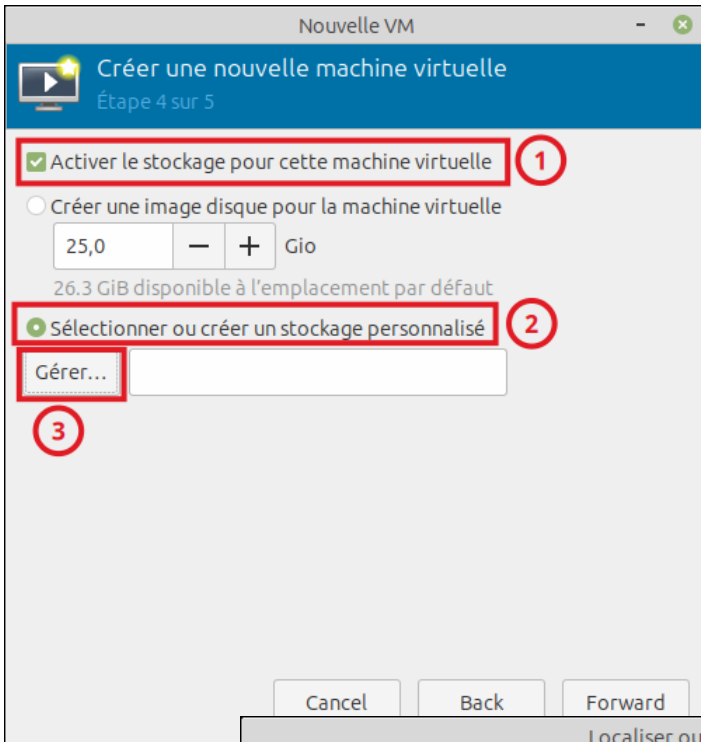 Nouvelle VM
Créer une nouvelle machine virtuelle
Étape 4 sur 5
Activer le stockage pour cette machine virtuelle
1
Créer une image disque pour la machine virtuelle
25,0 − + Gio
26.3 GiB disponible à l'emplacement par défaut
Sélectionner ou créer un stockage personnalisé
2
Gérer...
3
Cancel Back Forward
Localiser ou